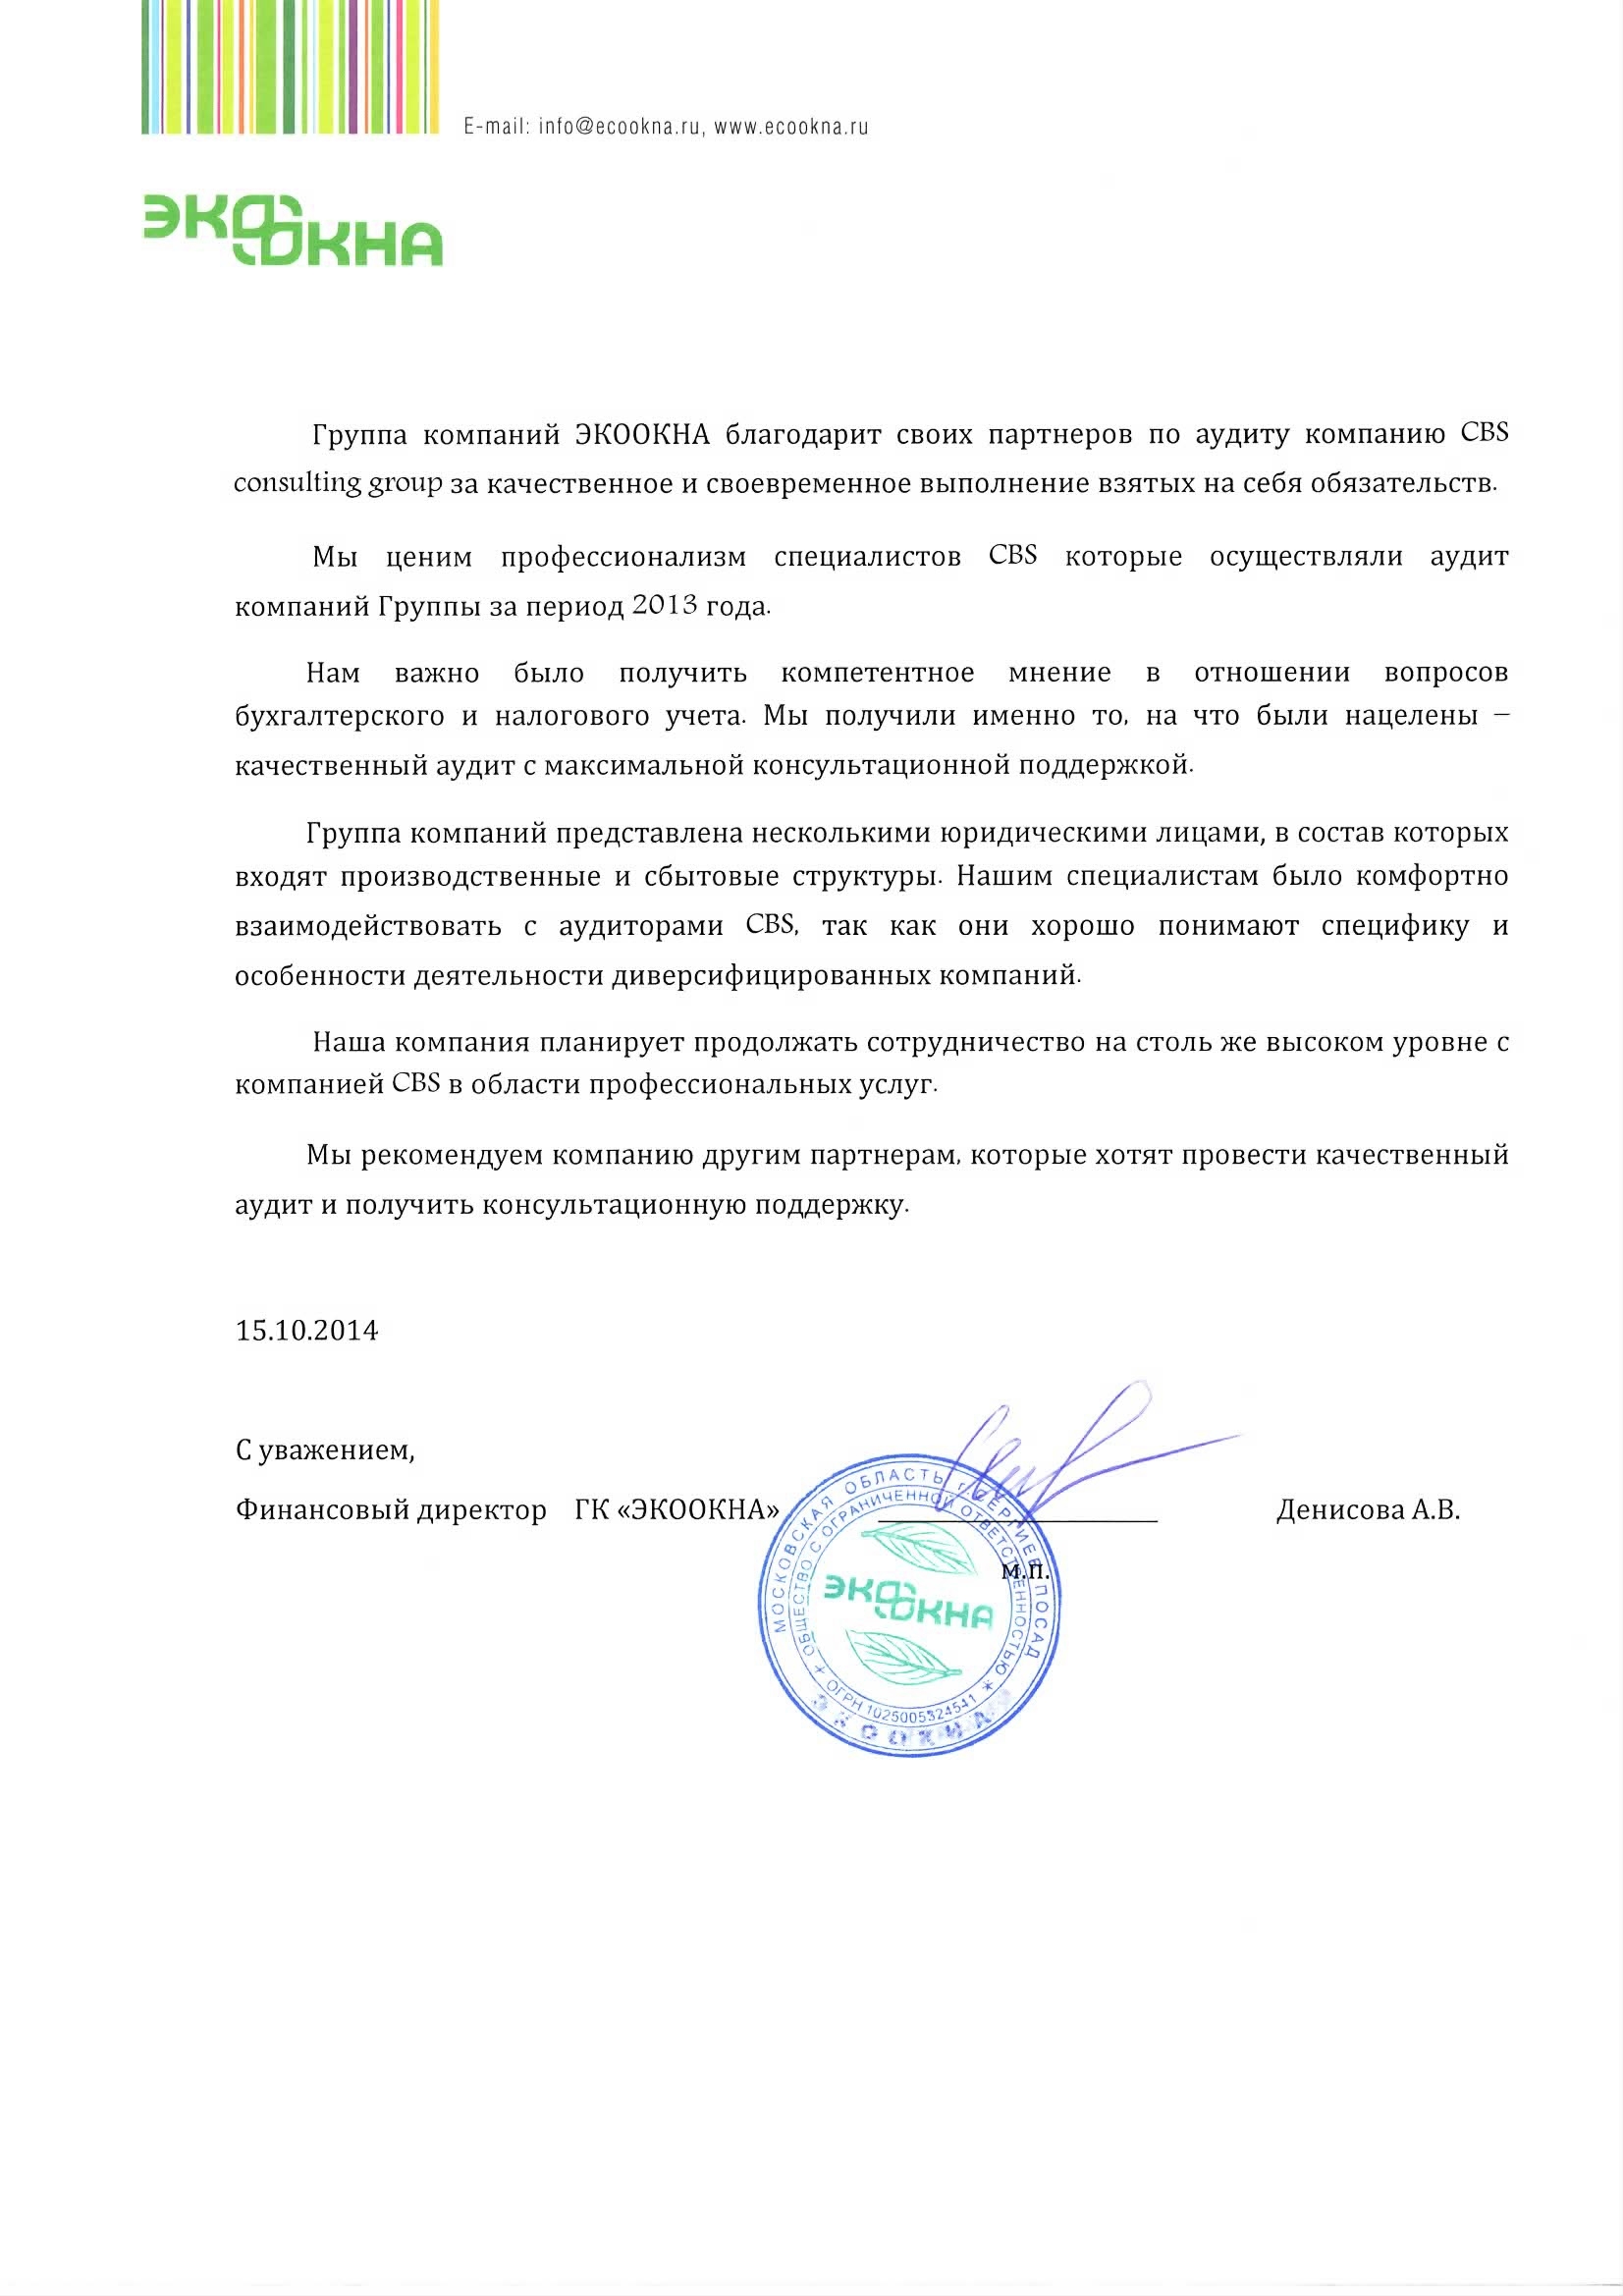 E-mail: info@ecookna.ru, www.ecookna.ru
ЭКООКНА
Группа компаний ЭКООКНА благодарит своих партнеров по аудиту компанию CBS
consulting group за качественное и своевременное выполнение взятых на себя обязательств.
Мы ценим профессионализм специалистов CBS которые осуществляли аудит
компаний Группы за период 2013 года.
Нам важно было получить компетентное мнение в отношении вопросов
бухгалтерского и налогового учета. Мы получили именно то, на что были нацелены –
качественный аудит с максимальной консультационной поддержкой.
Группа компаний представлена несколькими юридическими лицами, в состав которых
входят производственные и сбытовые структуры. Нашим специалистам было комфортно
взаимодействовать с аудиторами CBS, так как они хорошо понимают специфику и
особенности деятельности диверсифицированных компаний.
Наша компания планирует продолжать сотрудничество на столь же высоком уровне с
компанией CBS в области профессиональных услуг.
Мы рекомендуем компанию другим партнерам, которые хотят провести качественный
аудит и получить консультационную поддержку.
15.10.2014
С уважением,
Финансовый директор ГК «ЭКООКНА» Денисова А.В.
м.п.
МОСКОВСКАЯ ОБЛАСТЬ г. СЕРГИЕВ ПОСАД
ОБЩЕСТВО С ОГРАНИЧЕННОЙ ОТВЕТСТВЕННОСТЬЮ
ЭКООКНА
ОГРН 1025005324541
ЭКООКНА